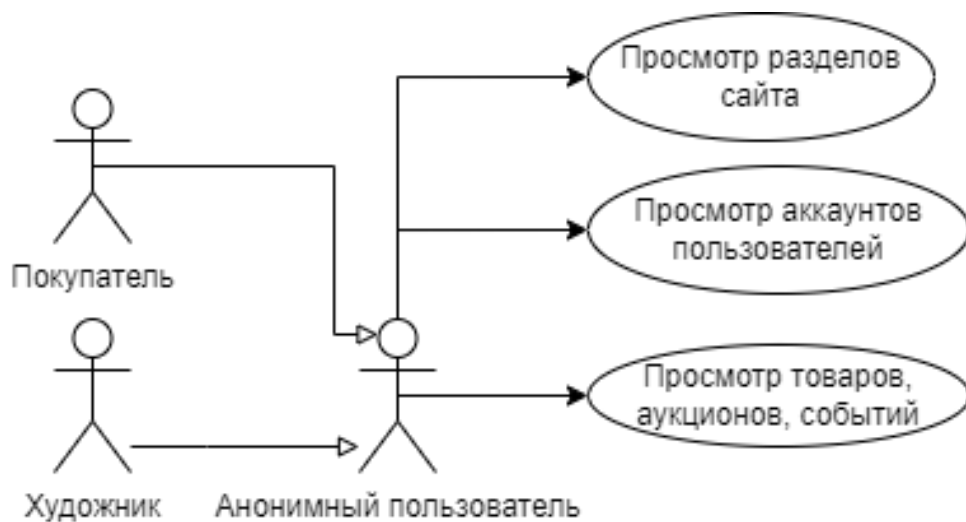 Просмотр разделов
сайта
Просмотр аккаунтов
пользователей
Покупатель
Просмотр товаров,
аукционов, событий
Художник
Анонимный пользователь